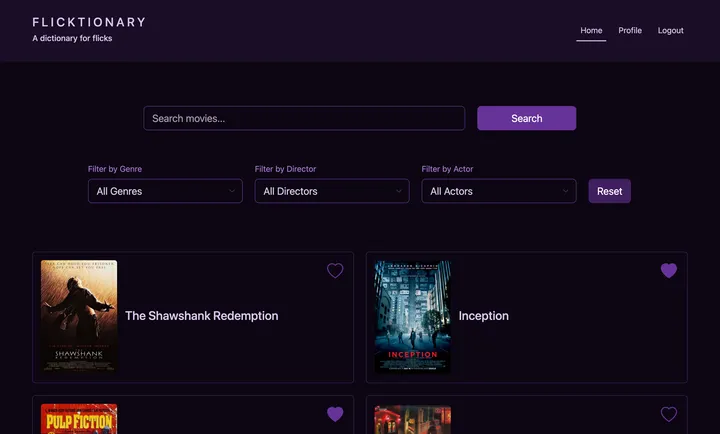 FLICKTIONARY
A dictionary for flicks
Home
Profile
Logout
Search movies...
Search
Filter by Genre
Filter by Director
Filter by Actor
All Genres
All Directors
All Actors
Reset
The Shawshank Redemption
SHAWSHANK
REDEMPTION
Inception
INCEPTION
PULP FICTION